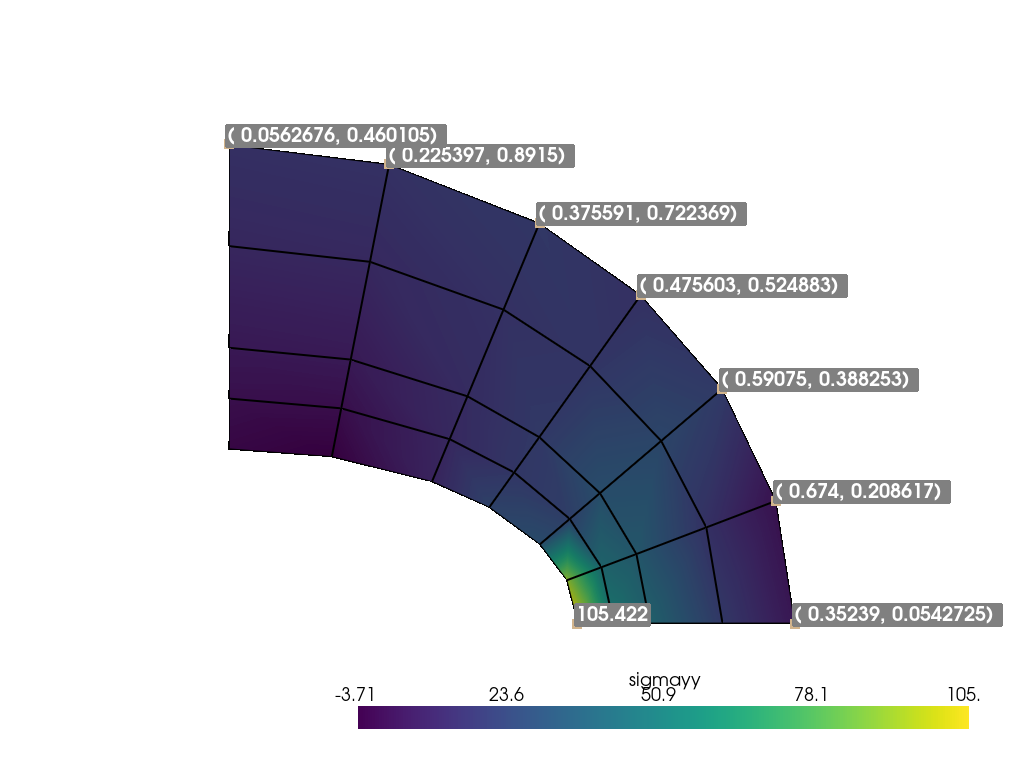 ( 0.0562676, 0.460105)
( 0.225397, 0.8915)
( 0.375591, 0.722369)
( 0.475603, 0.524883)
( 0.59075, 0.388253)
( 0.674, 0.208617)
105.422
( 0.35239, 0.0542725)
sigmayy
-3.71 23.6 50.9 78.1 105.